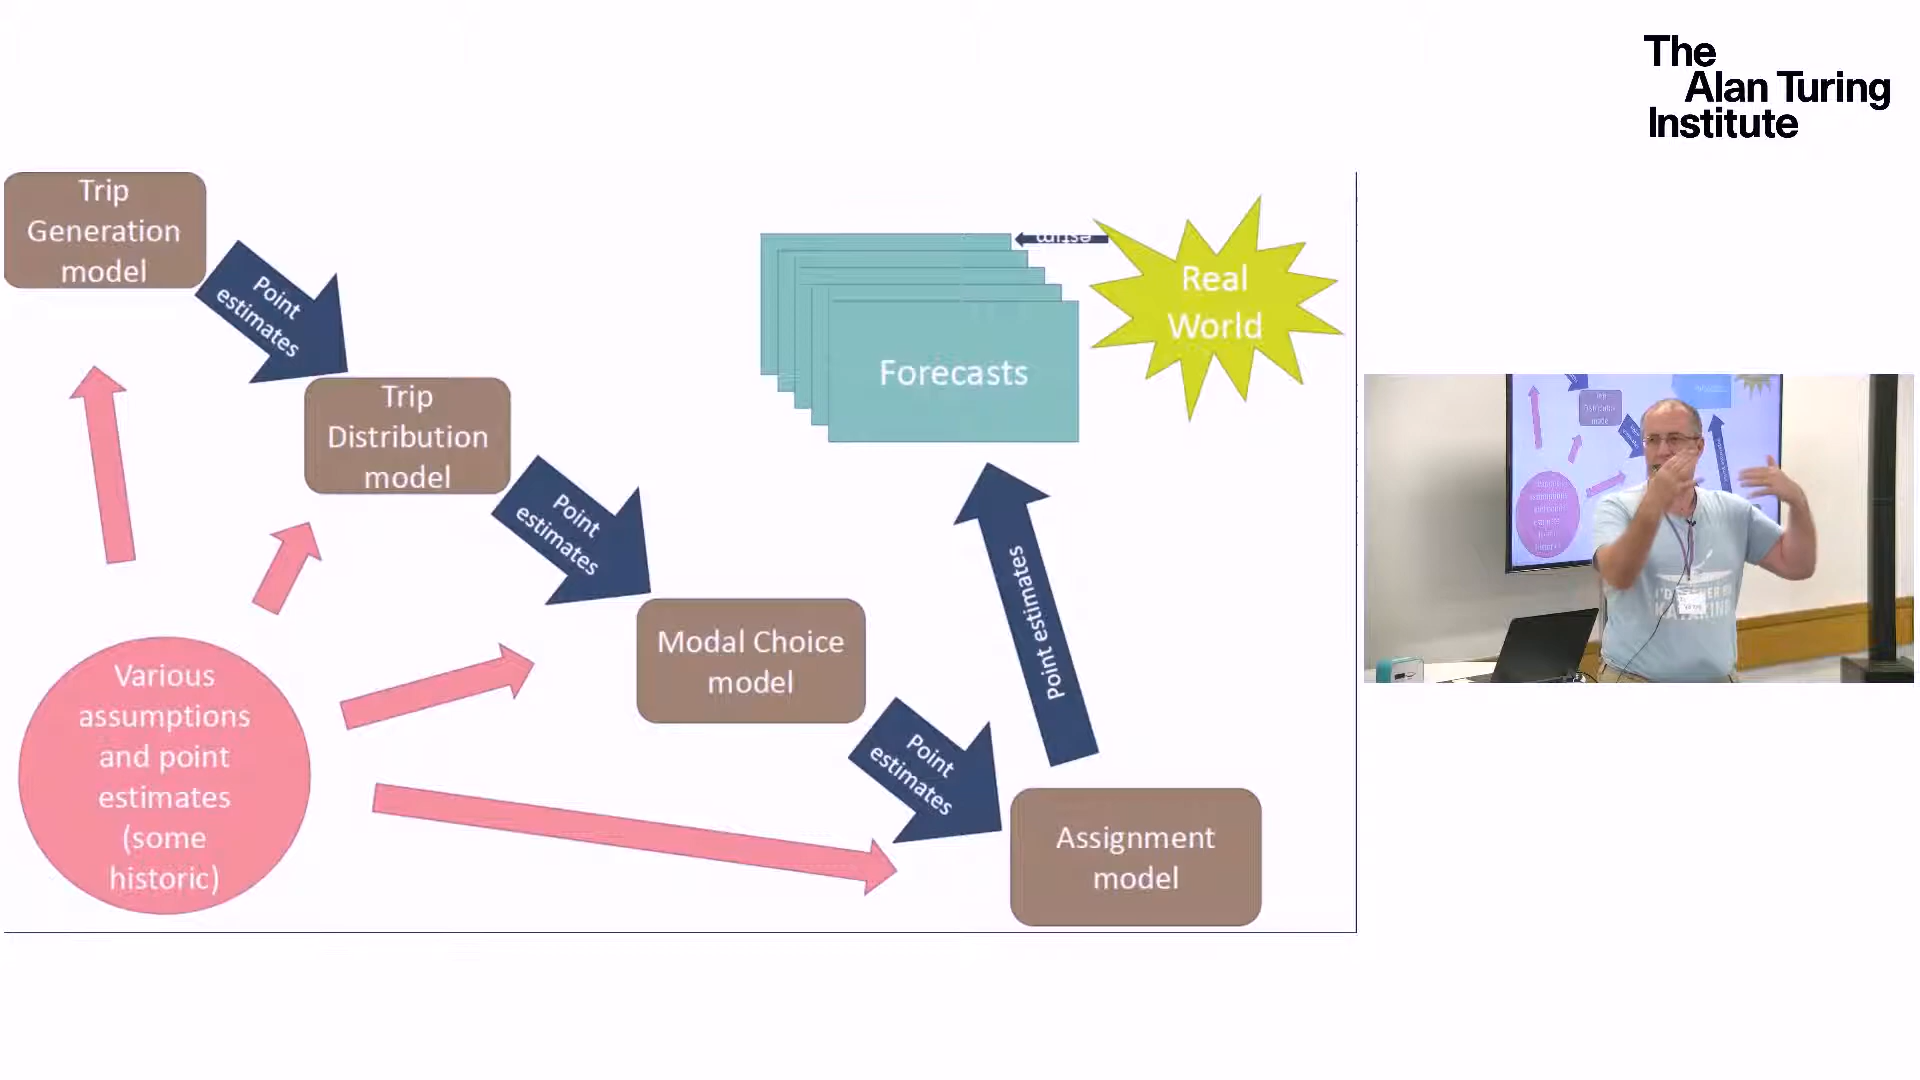 The
Alan Turing
Institute
Trip
Generation
model
Point
estimates
Trip
Distribution
model
Point
estimates
Modal Choice
model
Point
estimates
Assignment
model
Point estimates
Forecasts
Real
World
Various
assumptions
and point
estimates
(some
historic)